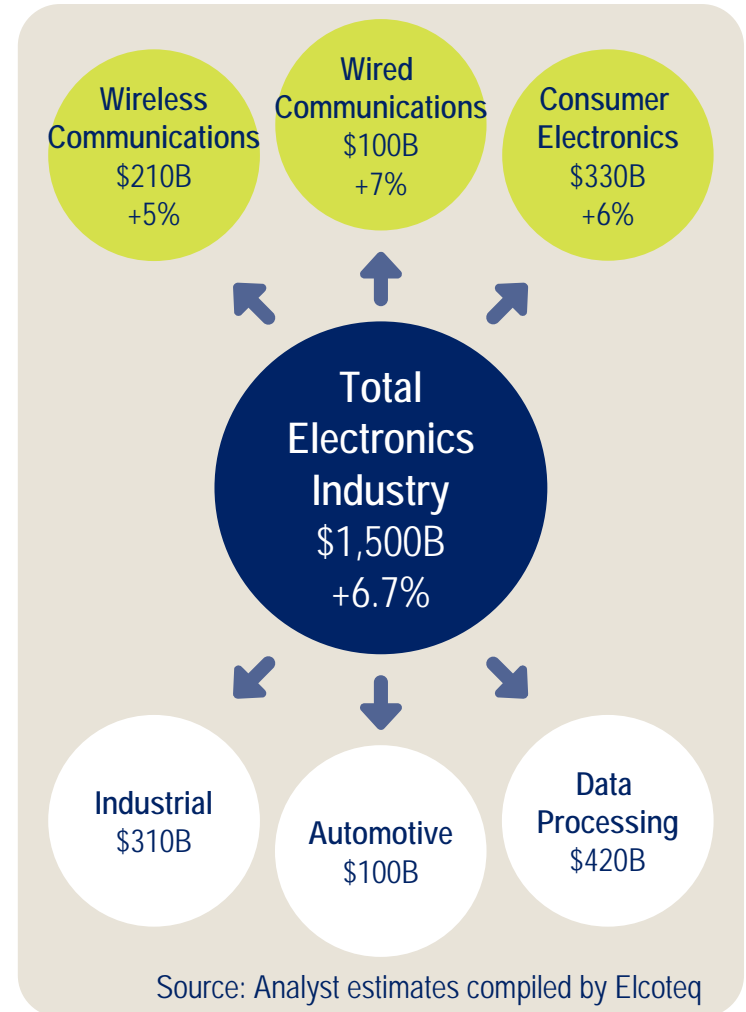 Wireless
Communications
$210B
+5%
Wired
Communications
$100B
+7%
Consumer
Electronics
$330B
+6%
Total
Electronics
Industry
$1,500B
+6.7%
Industrial
$310B
Automotive
$100B
Data
Processing
$420B
Source: Analyst estimates compiled by Elcoteq